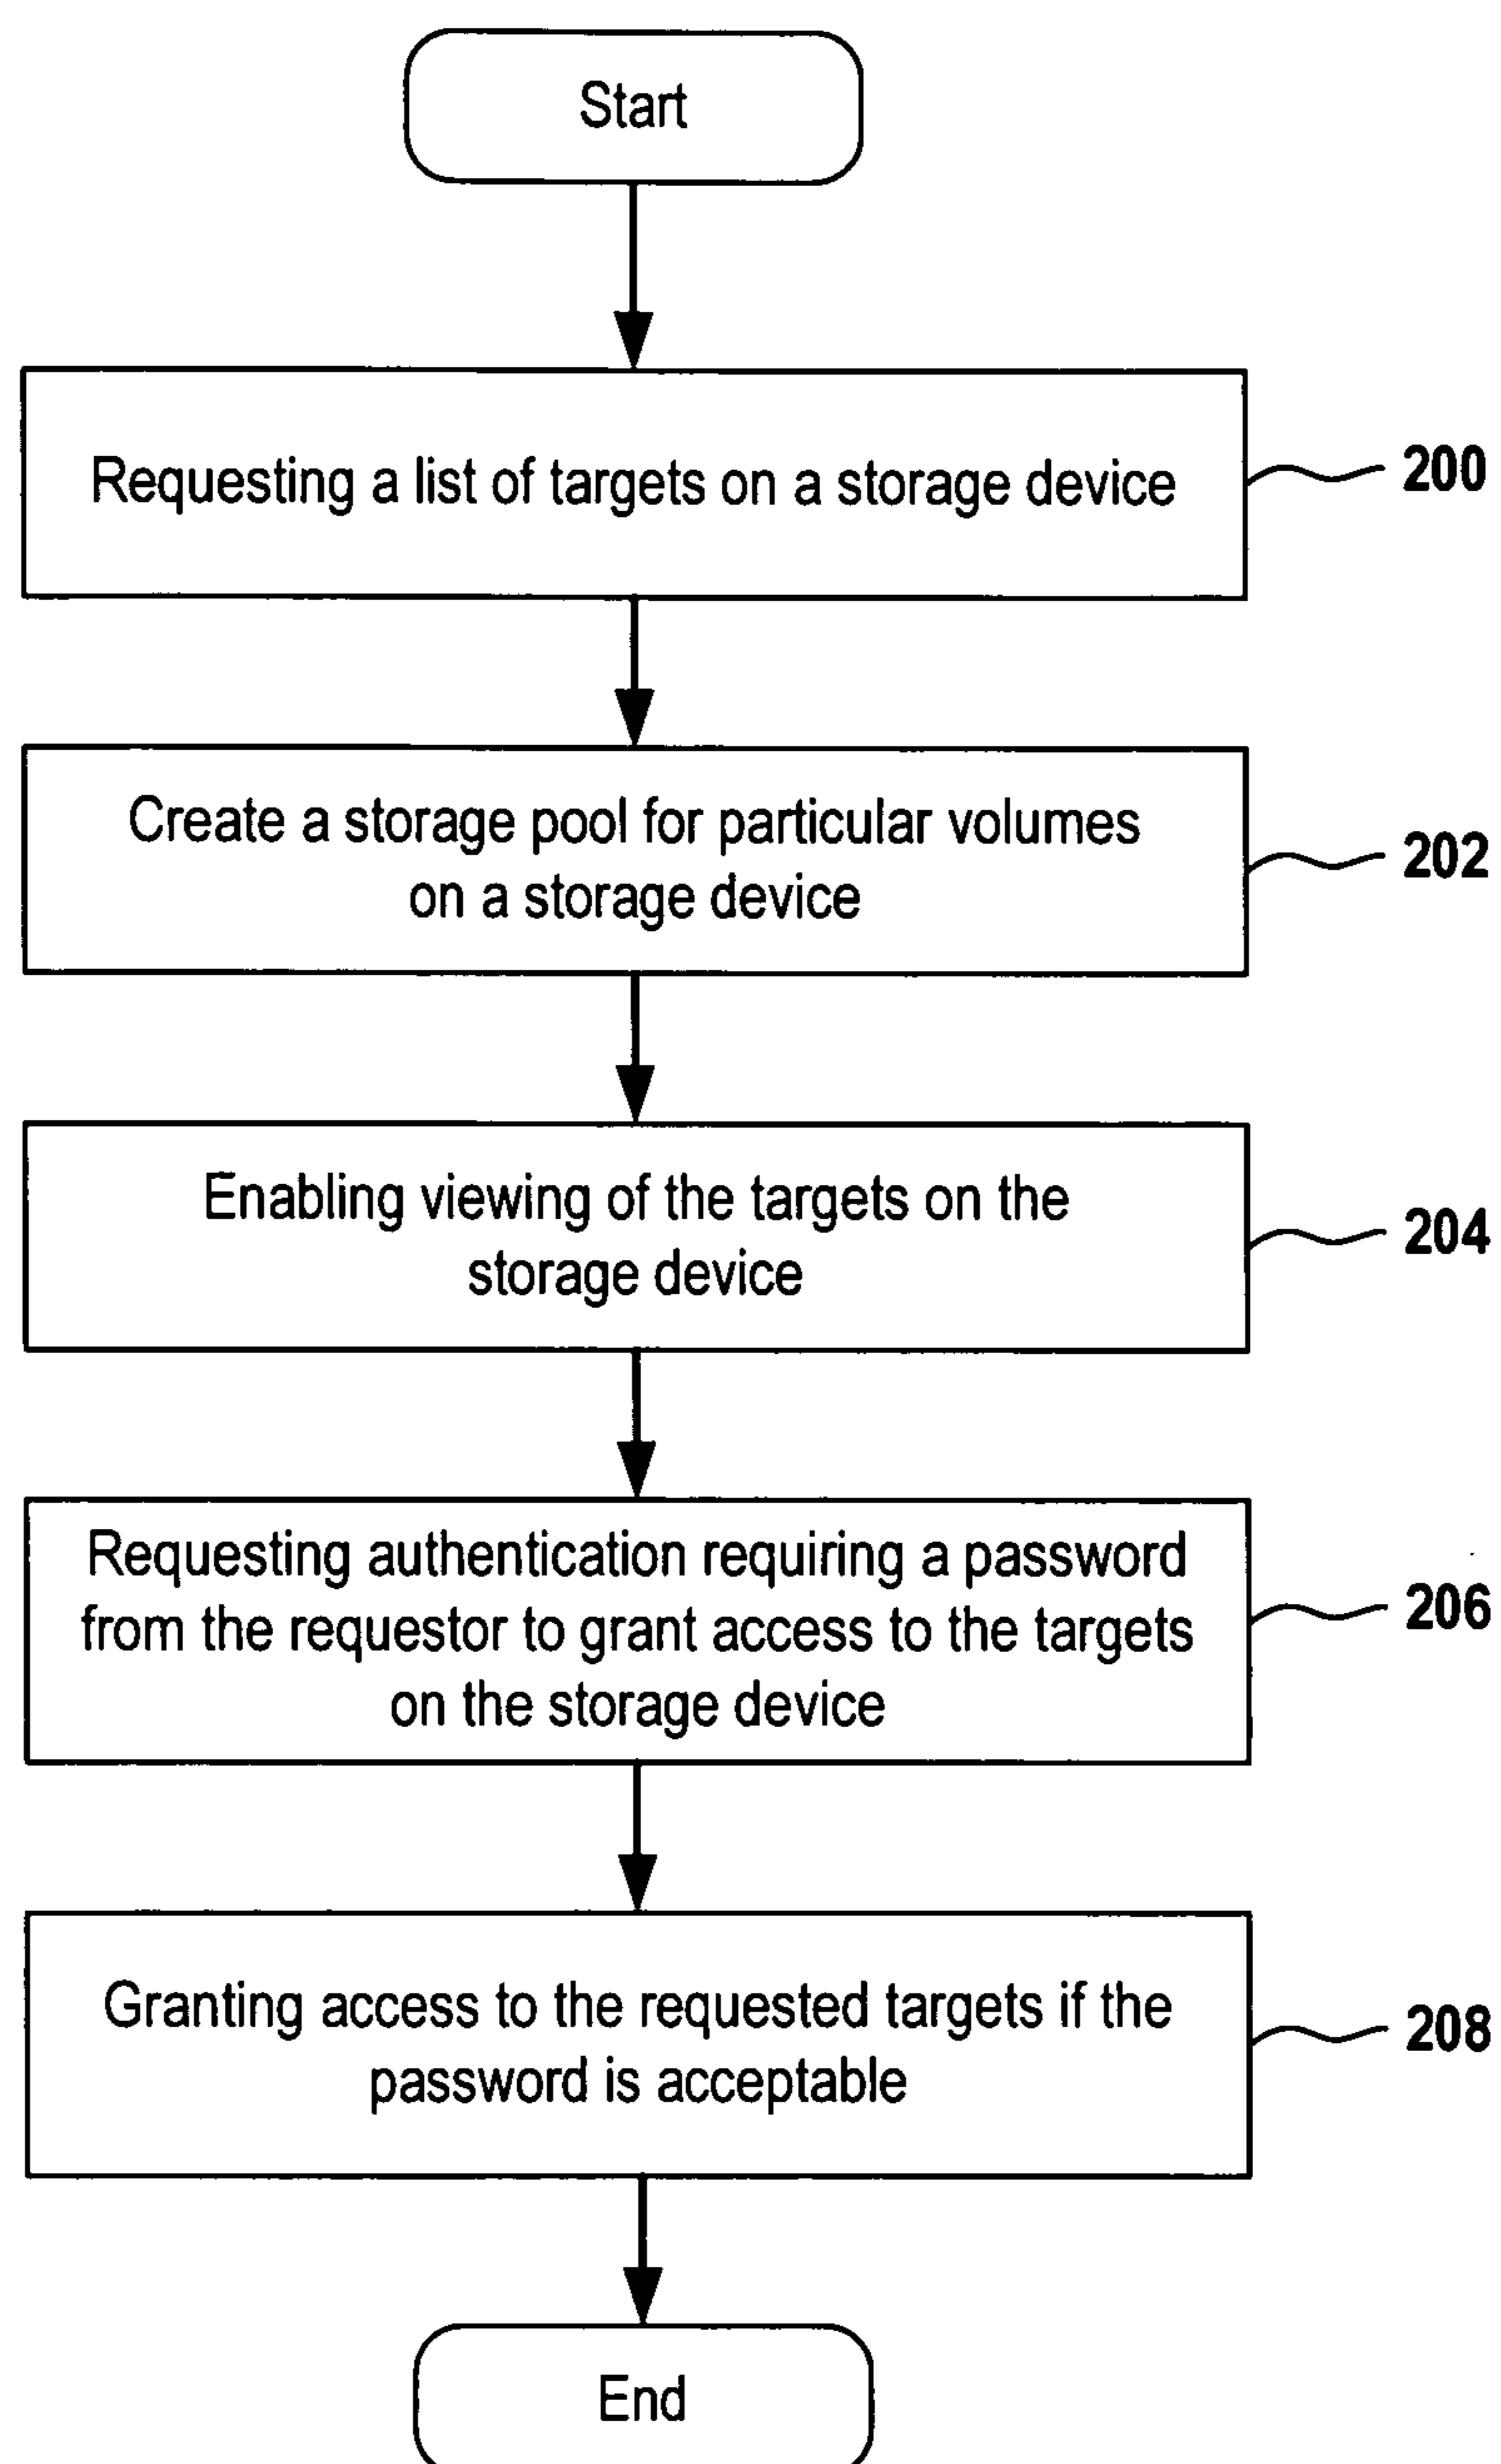 Start
Requesting a list of targets on a storage device
200
Create a storage pool for particular volumes
on a storage device
202
Enabling viewing of the targets on the
storage device
204
Requesting authentication requiring a password
from the requestor to grant access to the targets
on the storage device
206
Granting access to the requested targets if the
password is acceptable
208
End